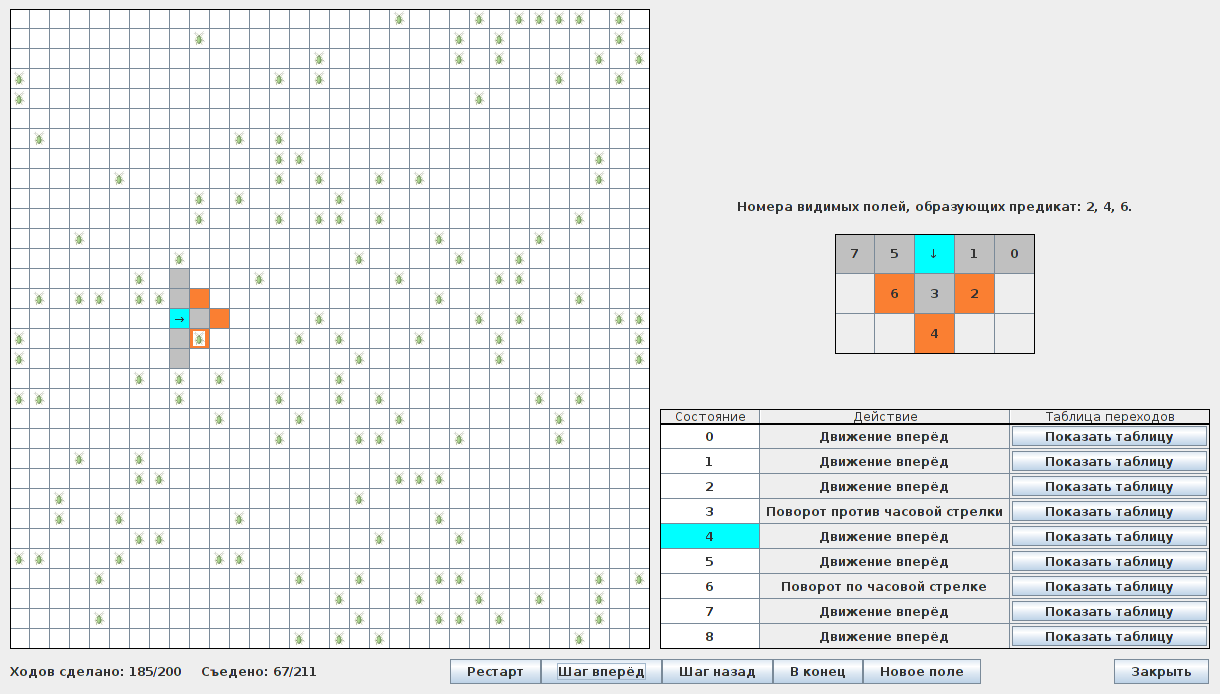 Номера видимых полей, образующих предикат: 2, 4, 6.
7 5 ↓ 1 0
6 3 2
4
→
Состояние Действие Таблица переходов
0 Движение вперёд Показать таблицу
1 Движение вперёд Показать таблицу
2 Движение вперёд Показать таблицу
3 Поворот против часовой стрелки Показать таблицу
4 Движение вперёд Показать таблицу
5 Движение вперёд Показать таблицу
6 Поворот по часовой стрелке Показать таблицу
7 Движение вперёд Показать таблицу
8 Движение вперёд Показать таблицу
Ходов сделано: 185/200 Съедено: 67/211 Рестарт Шаг вперёд Шаг назад В конец Новое поле Закрыть